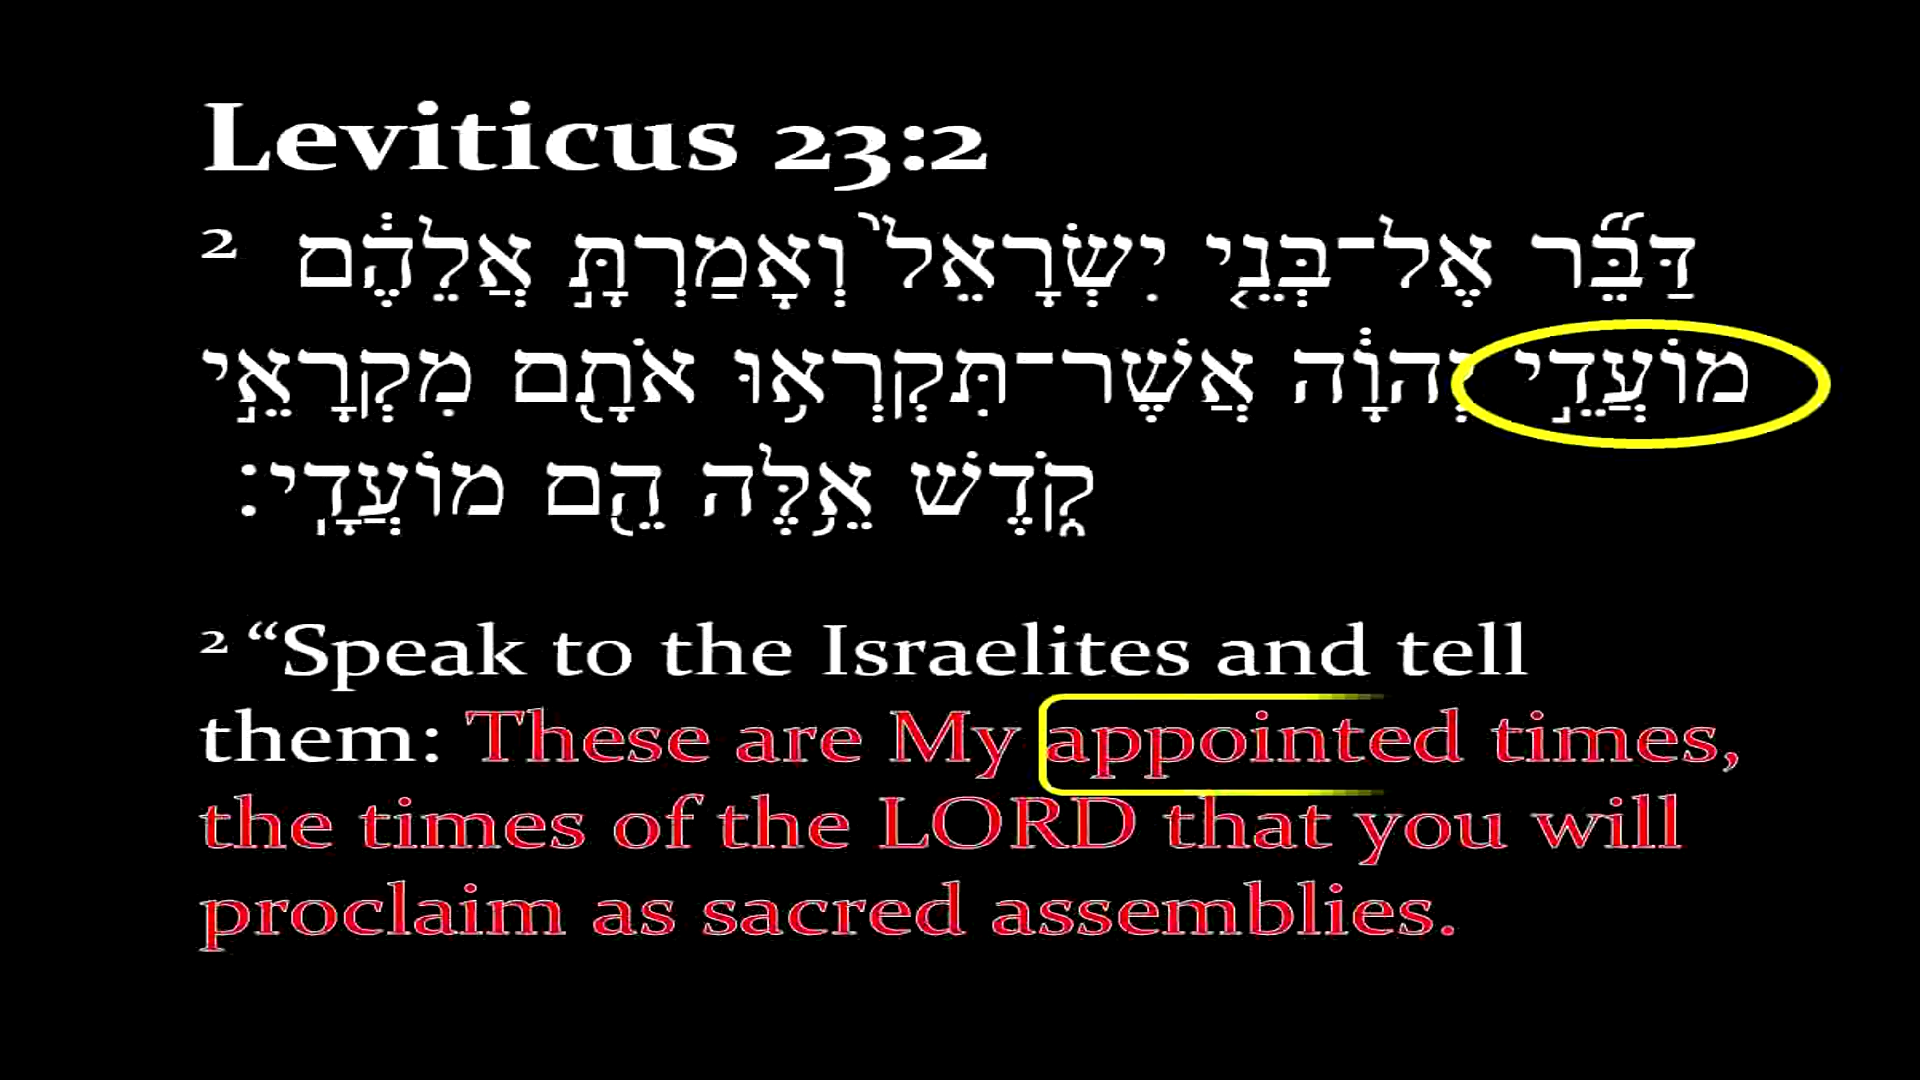 Leviticus 23:2
2 דַּבֵּ֞ר אֶל־בְּנֵ֤י יִשְׂרָאֵל֙ וְאָמַרְתָּ֣ אֲלֵהֶ֔ם
מוֹעֲדֵ֣י יְהוָ֔ה אֲשֶׁר־תִּקְרְא֥וּ אֹתָ֖ם מִקְרָאֵ֣י
קֹ֑דֶשׁ אֵ֥לֶּה הֵ֖ם מוֹעֲדָֽי׃
2 “Speak to the Israelites and tell
them: These are My appointed times,
the times of the LORD that you will
proclaim as sacred assemblies.